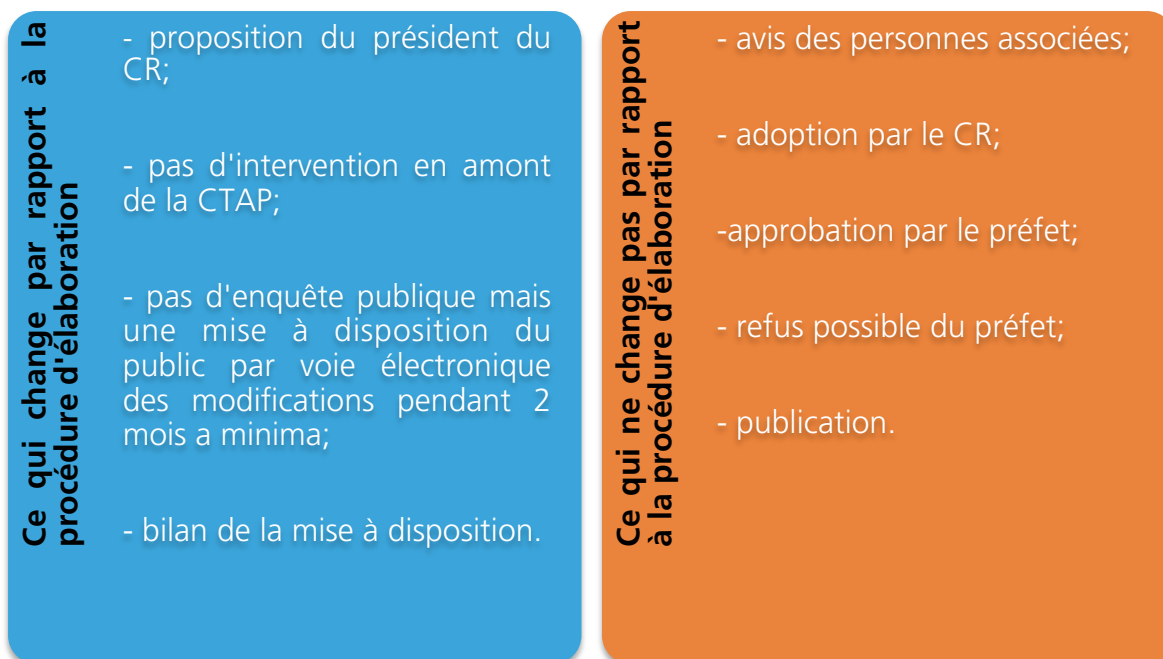 Ce qui change par rapport à la
procédure d'élaboration
- proposition du président du
CR;
- pas d'intervention en amont
de la CTAP;
- pas d'enquête publique mais
une mise à disposition du
public par voie électronique
des modifications pendant 2
mois a minima;
- bilan de la mise à disposition.
Ce qui ne change pas par rapport
à la procédure d'élaboration
- avis des personnes associées;
- adoption par le CR;
-approbation par le préfet;
- refus possible du préfet;
- publication.